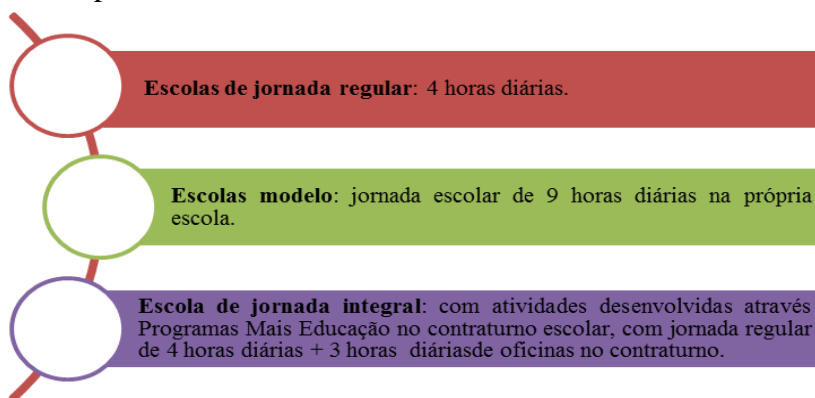 Escolas de jornada regular: 4 horas diárias.
Escolas modelo: jornada escolar de 9 horas diárias na própria
escola.
Escola de jornada integral: com atividades desenvolvidas através
Programas Mais Educação no contraturno escolar, com jornada regular
de 4 horas diárias + 3 horas diáriasde oficinas no contraturno.